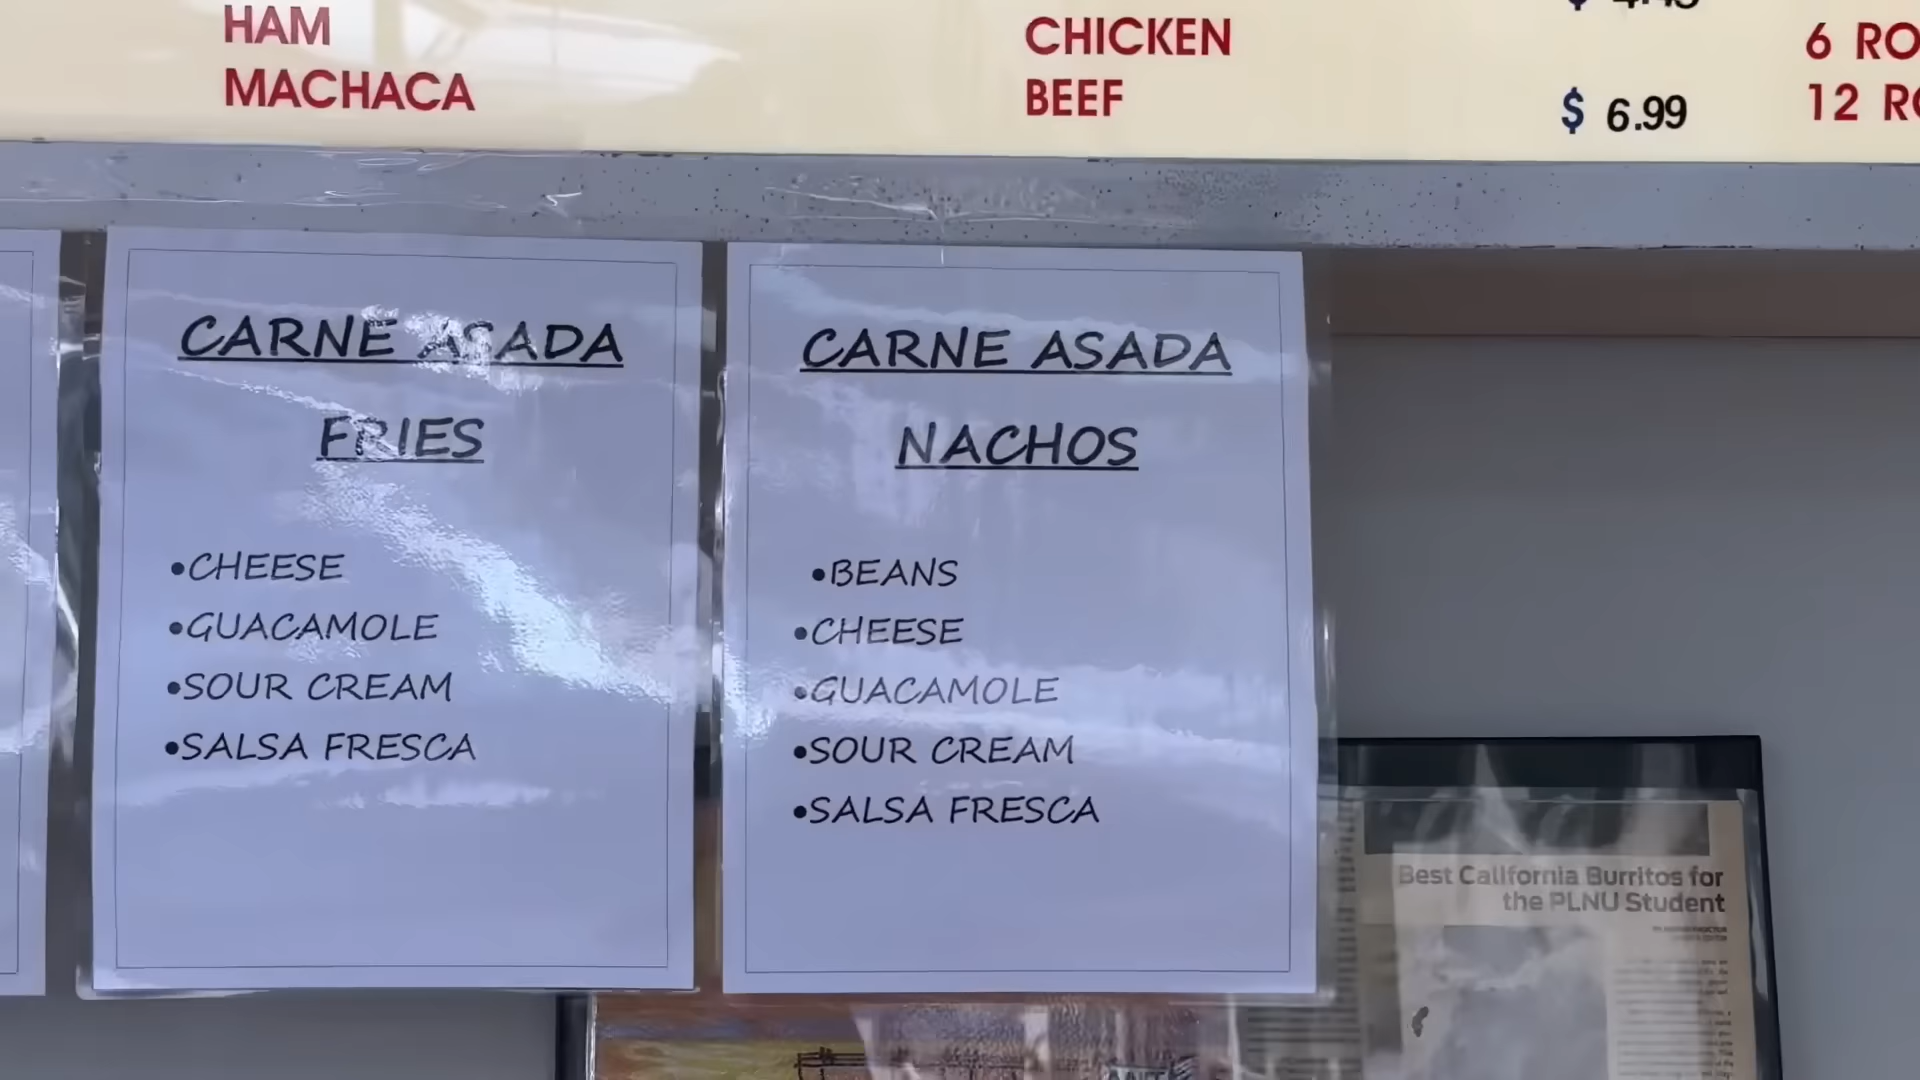 HAM
MACHACA
CHICKEN
BEEF
$ 6.99
6 RO
12 RO
CARNE ASADA
FRIES
•CHEESE
•GUACAMOLE
•SOUR CREAM
•SALSA FRESCA
CARNE ASADA
NACHOS
•BEANS
•CHEESE
•GUACAMOLE
•SOUR CREAM
•SALSA FRESCA
Best California Burritos for
the PLNU Student